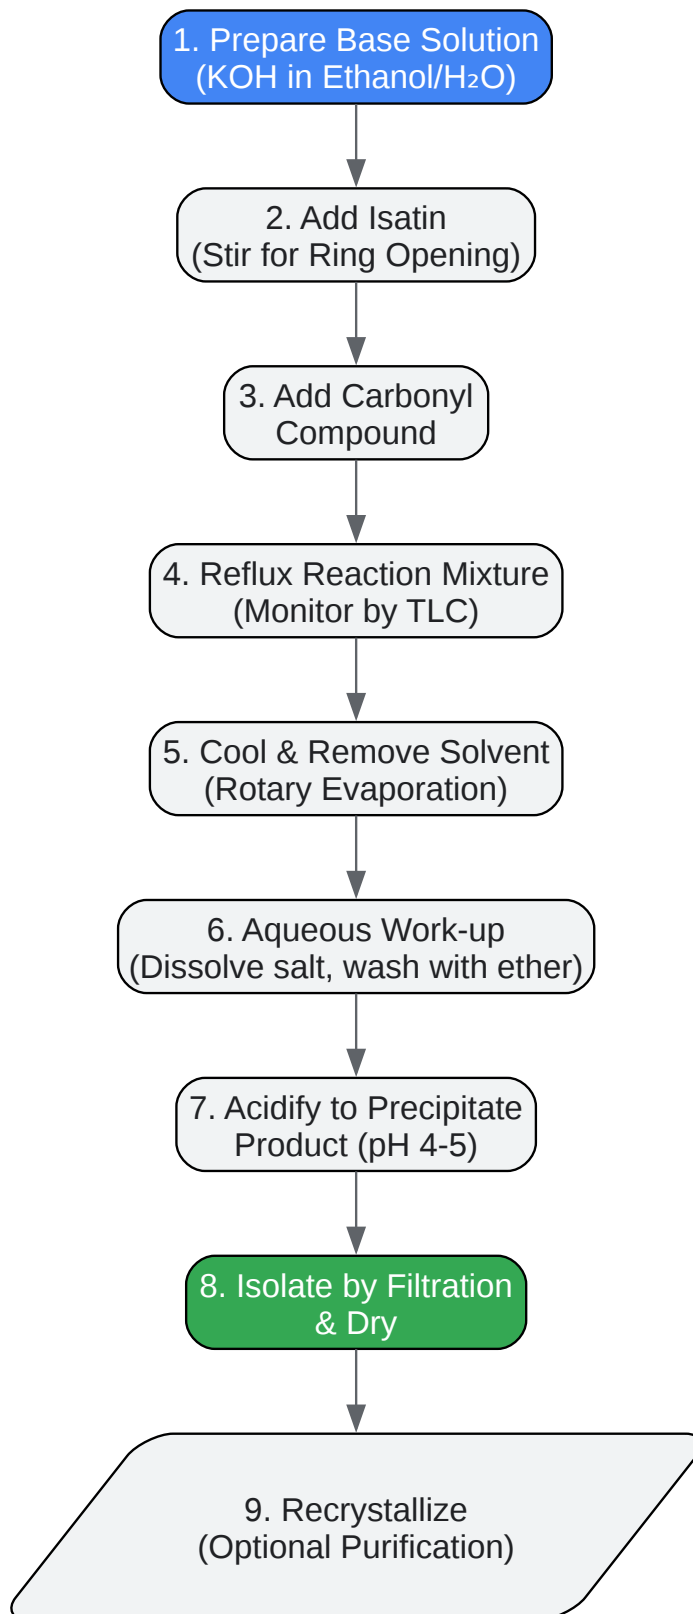 1. Prepare Base Solution
(KOH in Ethanol/H₂O)
2. Add Isatin
(Stir for Ring Opening)
3. Add Carbonyl
Compound
4. Reflux Reaction Mixture
(Monitor by TLC)
5. Cool & Remove Solvent
(Rotary Evaporation)
6. Aqueous Work-up
(Dissolve salt, wash with ether)
7. Acidify to Precipitate
Product (pH 4-5)
8. Isolate by Filtration
& Dry
9. Recrystallize
(Optional Purification)